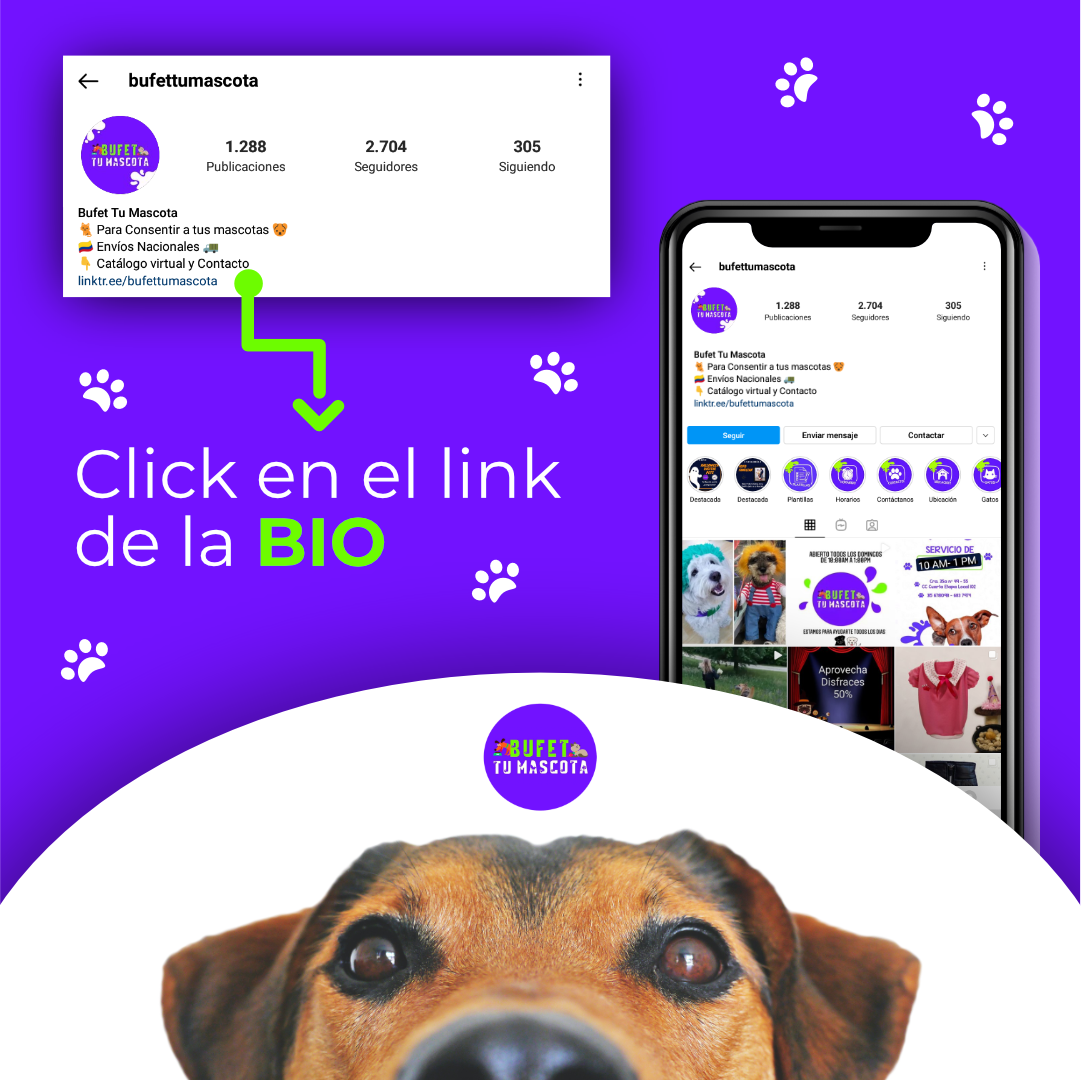 bufettumascota
BUFET
TU MASCOTA
1.288
Publicaciones
2.704
Seguidores
305
Siguiendo
Bufet Tu Mascota
Para Consentir a tus mascotas
Envíos Nacionales
Catálogo virtual y Contacto
linktr.ee/bufettumascota
Click en el link
de la BIO
bufettumascota
BUFET
TU MASCOTA
1.288
Publicaciones
2.704
Seguidores
305
Siguiendo
Bufet Tu Mascota
Para Consentir a tus mascotas
Envíos Nacionales
Catálogo virtual y Contacto
linktr.ee/bufettumascota
Seguir
Enviar mensaje
Contactar
Destacada
Destacada
Plantillas
Horarios
Contáctanos
Ubicación
Gatos
ABIERTO TODOS LOS DOMINGOS
DE 10:00AM A 1:00PM
BUFET
TU MASCOTA
ESTAMOS PARA AYUDARTE TODOS LOS DIAS
SERVICIO DE
10 AM- 1 PM
Aprovecha
Disfraces
50%
BUFET
TU MASCOTA